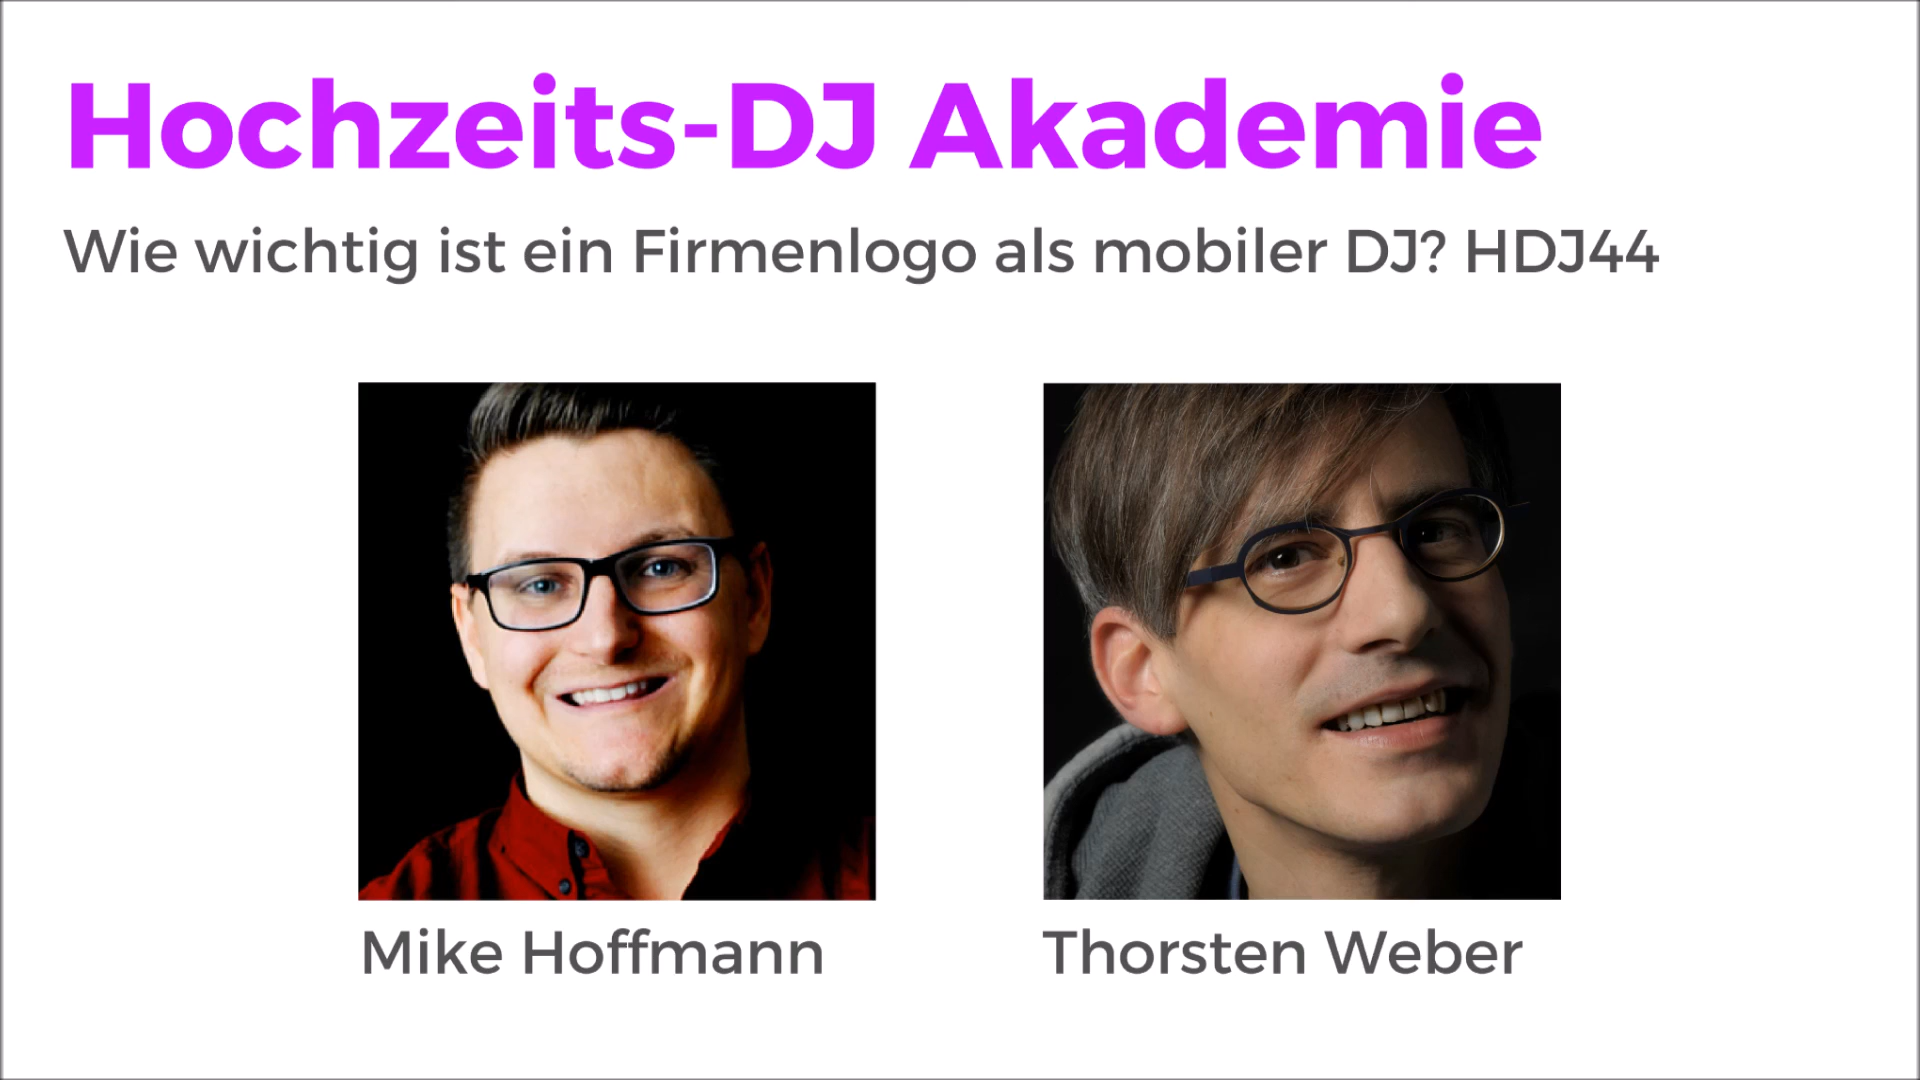 Hochzeits-DJ Akademie
Wie wichtig ist ein Firmenlogo als mobiler DJ? HDJ44
Mike Hoffmann
Thorsten Weber